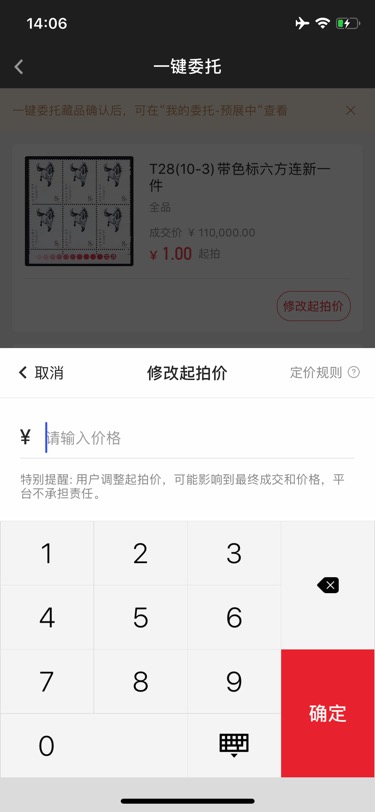 14:06
一键委托
一键委托藏品确认后，可在“我的委托-预展中”查看
T28(10-3)带色标六方连新一
件
全品
成交价 ¥ 110,000.00
¥ 1.00 起拍
修改起拍价
取消
修改起拍价
定价规则
¥ 请输入价格
特别提醒: 用户调整起拍价，可能影响到最终成交和价格，平
台不承担责任。
1 2 3
4 5 6
7 8 9
确定
0